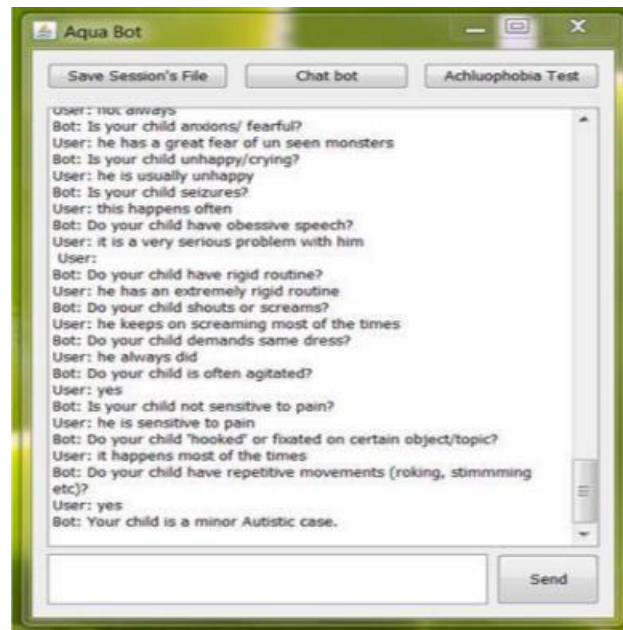 Aqua Bot
Save Session's File
Chat bot
Achluophobia Test
User: not always
Bot: Is your child anxions/ fearful?
User: he has a great fear of un seen monsters
Bot: Is your child unhappy/crying?
User: he is usually unhappy
Bot: Is your child seizures?
User: this happens often
Bot: Do your child have obessive speech?
User: it is a very serious problem with him
User:
Bot: Do your child have rigid routine?
User: he has an extremely rigid routine
Bot: Do your child shouts or screams?
User: he keeps on screaming most of the times
Bot: Do your child demands same dress?
User: he always did
Bot: Do your child is often agitated?
User: yes
Bot: Is your child not sensitive to pain?
User: he is sensitive to pain
Bot: Do your child "hooked" or fixated on certain object/topic?
User: it happens most of the times
Bot: Do your child have repetitive movements (roking, stimmming
etc)?
User: yes
Bot: Your child is a minor Autistic case.
Send